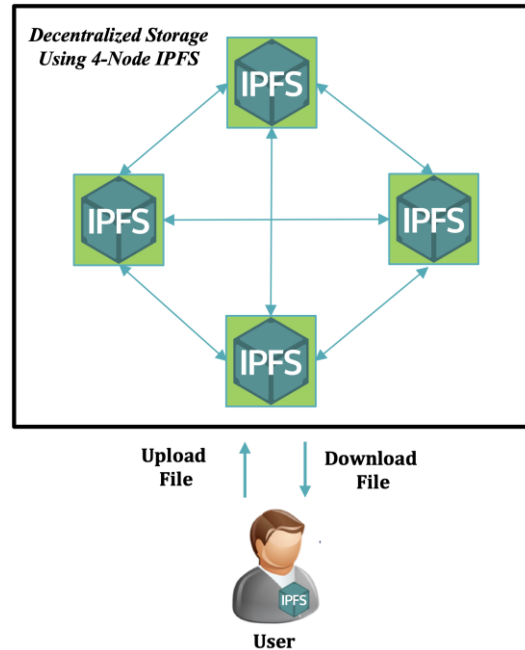 Decentralized Storage
Using 4-Node IPFS
IPFS
IPFS
IPFS
IPFS
Upload
File
Download
File
IPFS
User